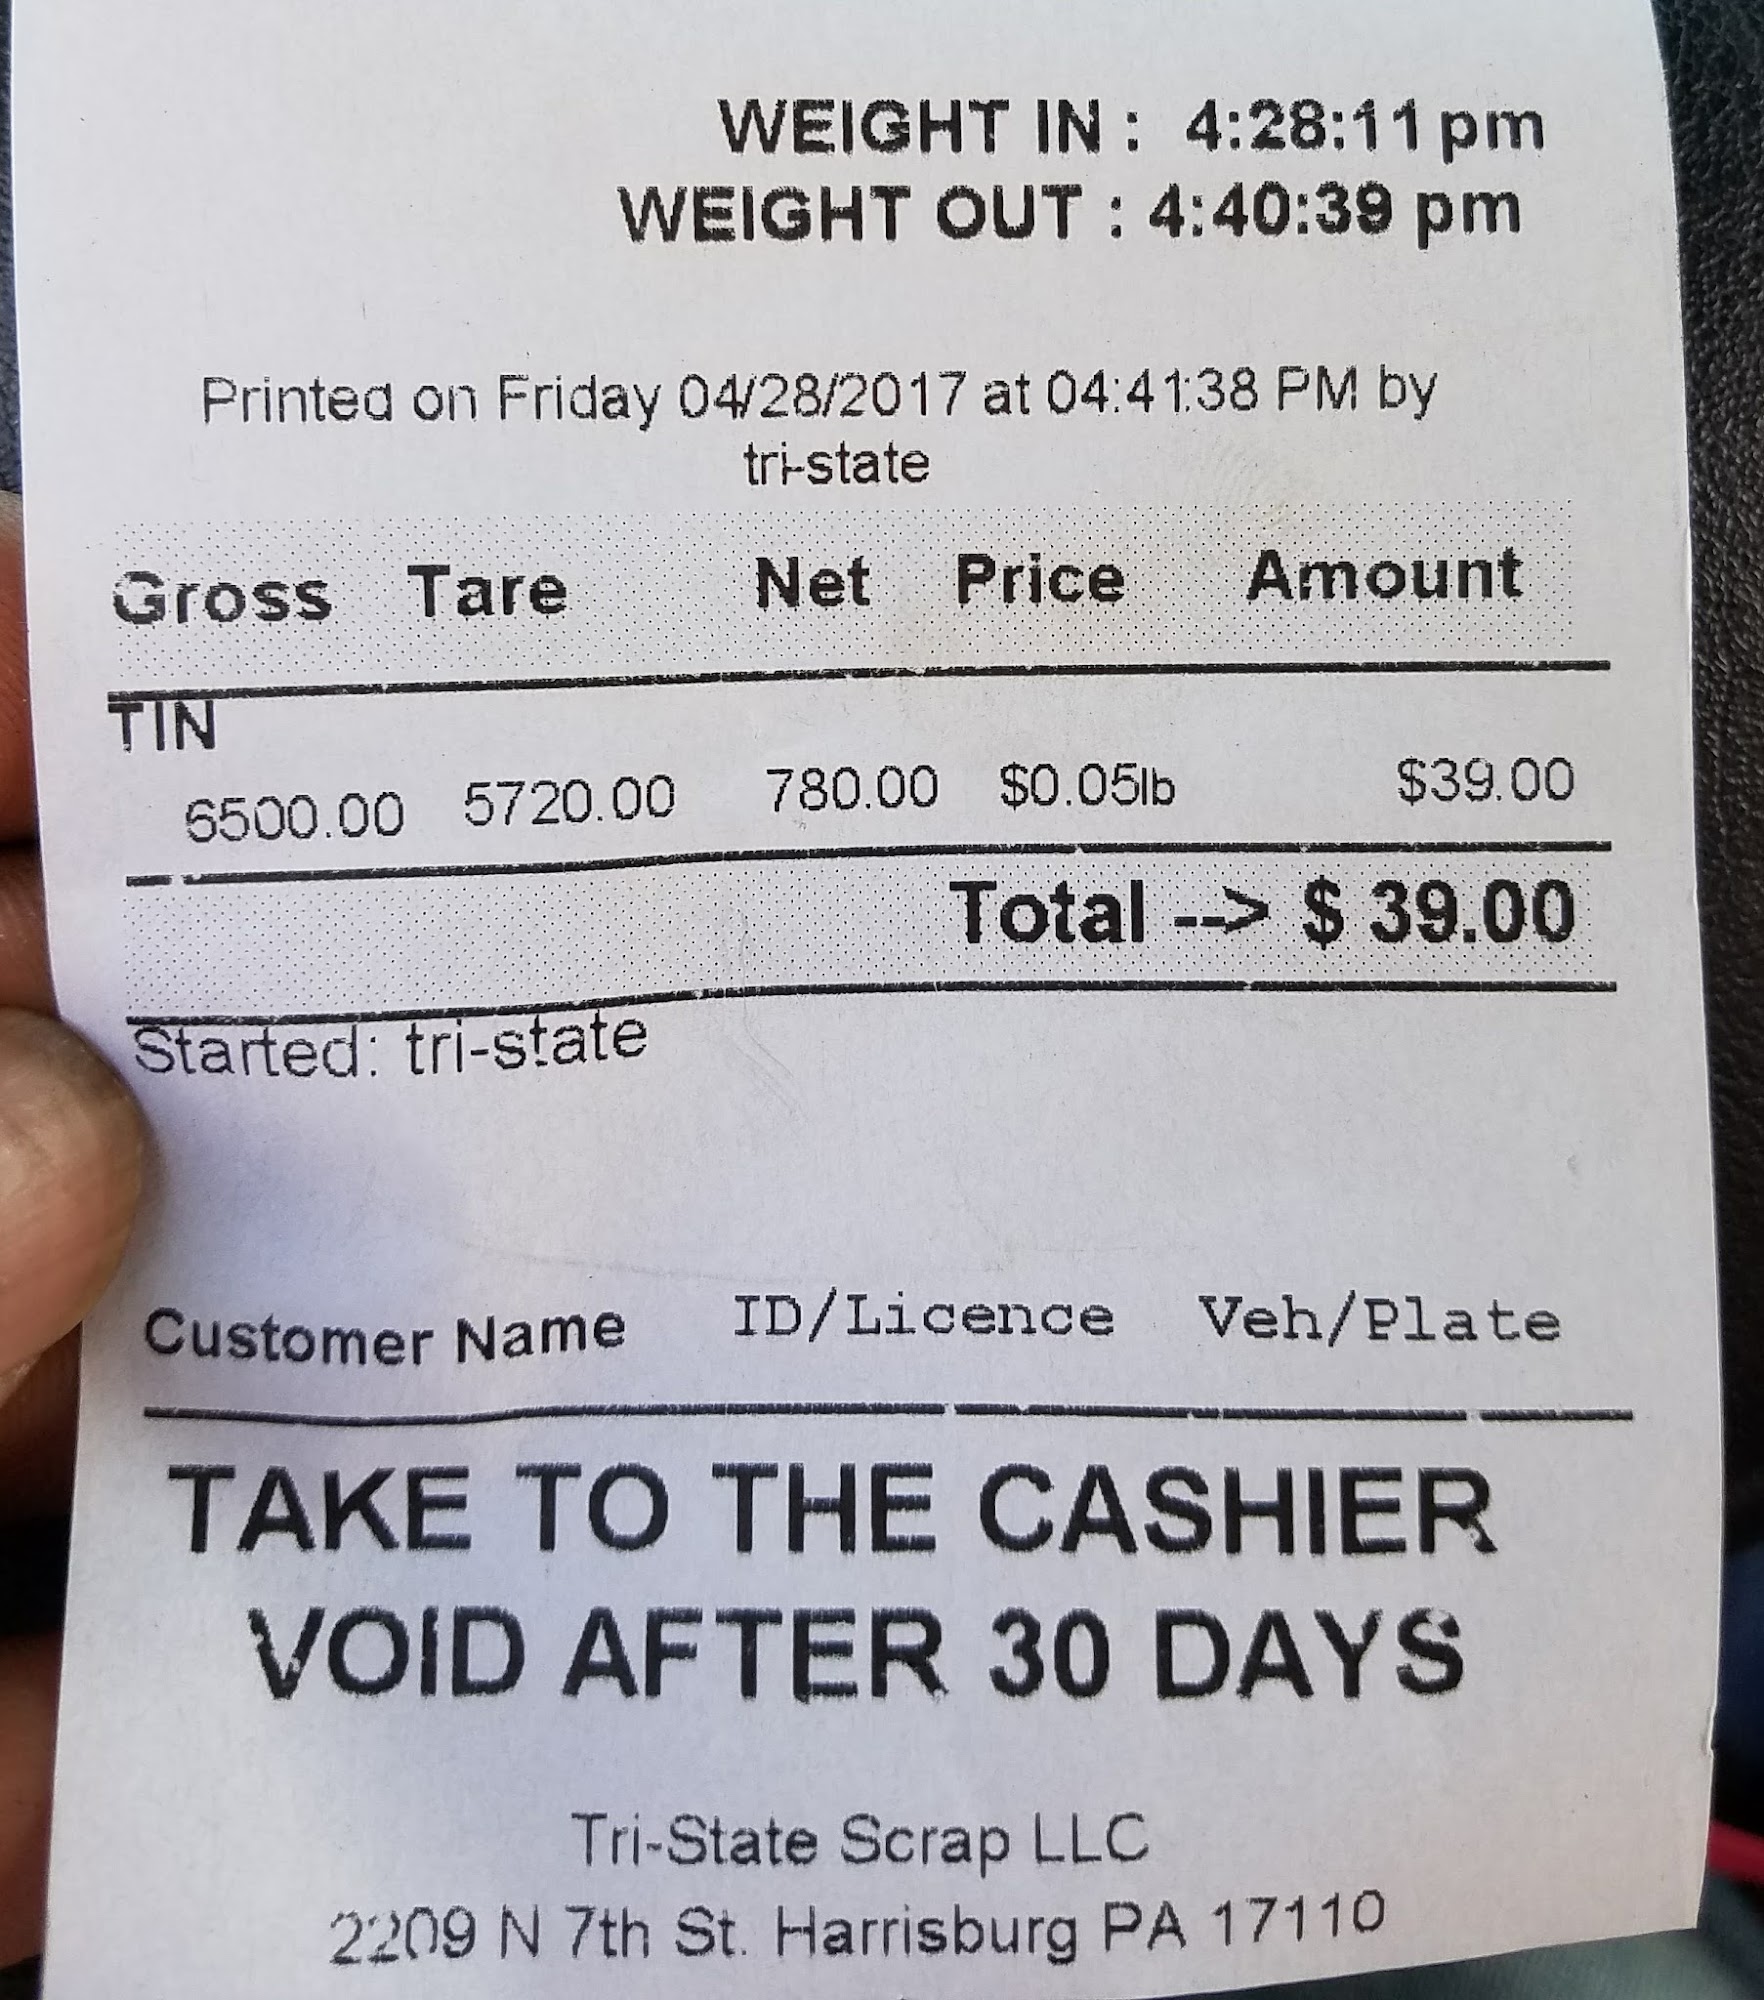 WEIGHT IN : 4:28:11 pm
WEIGHT OUT : 4:40:39 pm
Printed on Friday 04/28/2017 at 04:41:38 PM by
tri-state
Gross Tare Net Price Amount
TIN
6500.00 5720.00 780.00 $0.05lb $39.00
Total --> $ 39.00
Started: tri-state
Customer Name ID/Licence Veh/Plate
TAKE TO THE CASHIER
VOID AFTER 30 DAYS
Tri-State Scrap LLC
2209 N 7th St. Harrisburg PA 17110